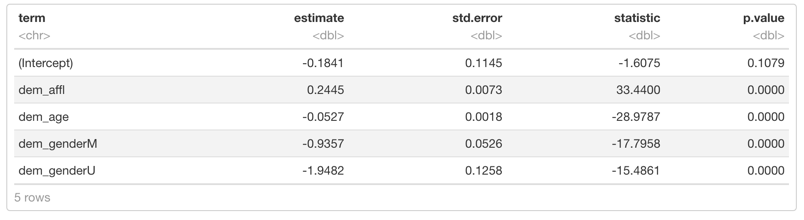 term estimate std.error statistic p.value
<chr> <dbl> <dbl> <dbl> <dbl>
(Intercept) -0.1841 0.1145 -1.6075 0.1079
dem_affl 0.2445 0.0073 33.4400 0.0000
dem_age -0.0527 0.0018 -28.9787 0.0000
dem_genderM -0.9357 0.0526 -17.7958 0.0000
dem_genderU -1.9482 0.1258 -15.4861 0.0000
5 rows